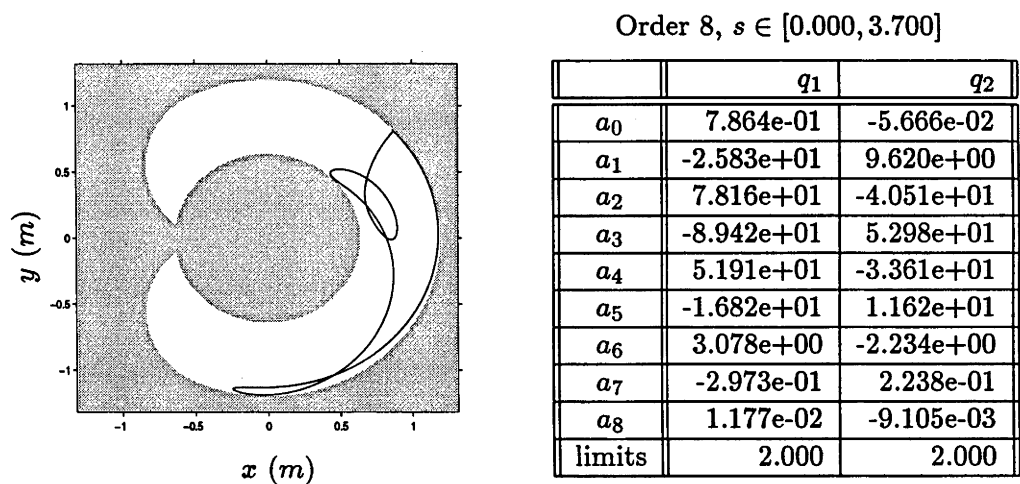 Order 8, s ∈ [0.000, 3.700]
1
0.5
0
−0.5
−1
y (m)
−1
−0.5
0
0.5
1
x (m)
q1 q2
a0 7.864e-01 -5.666e-02
a1 -2.583e+01 9.620e+00
a2 7.816e+01 -4.051e+01
a3 -8.942e+01 5.298e+01
a4 5.191e+01 -3.361e+01
a5 -1.682e+01 1.162e+01
a6 3.078e+00 -2.234e+00
a7 -2.973e-01 2.238e-01
a8 1.177e-02 -9.105e-03
limits 2.000 2.000